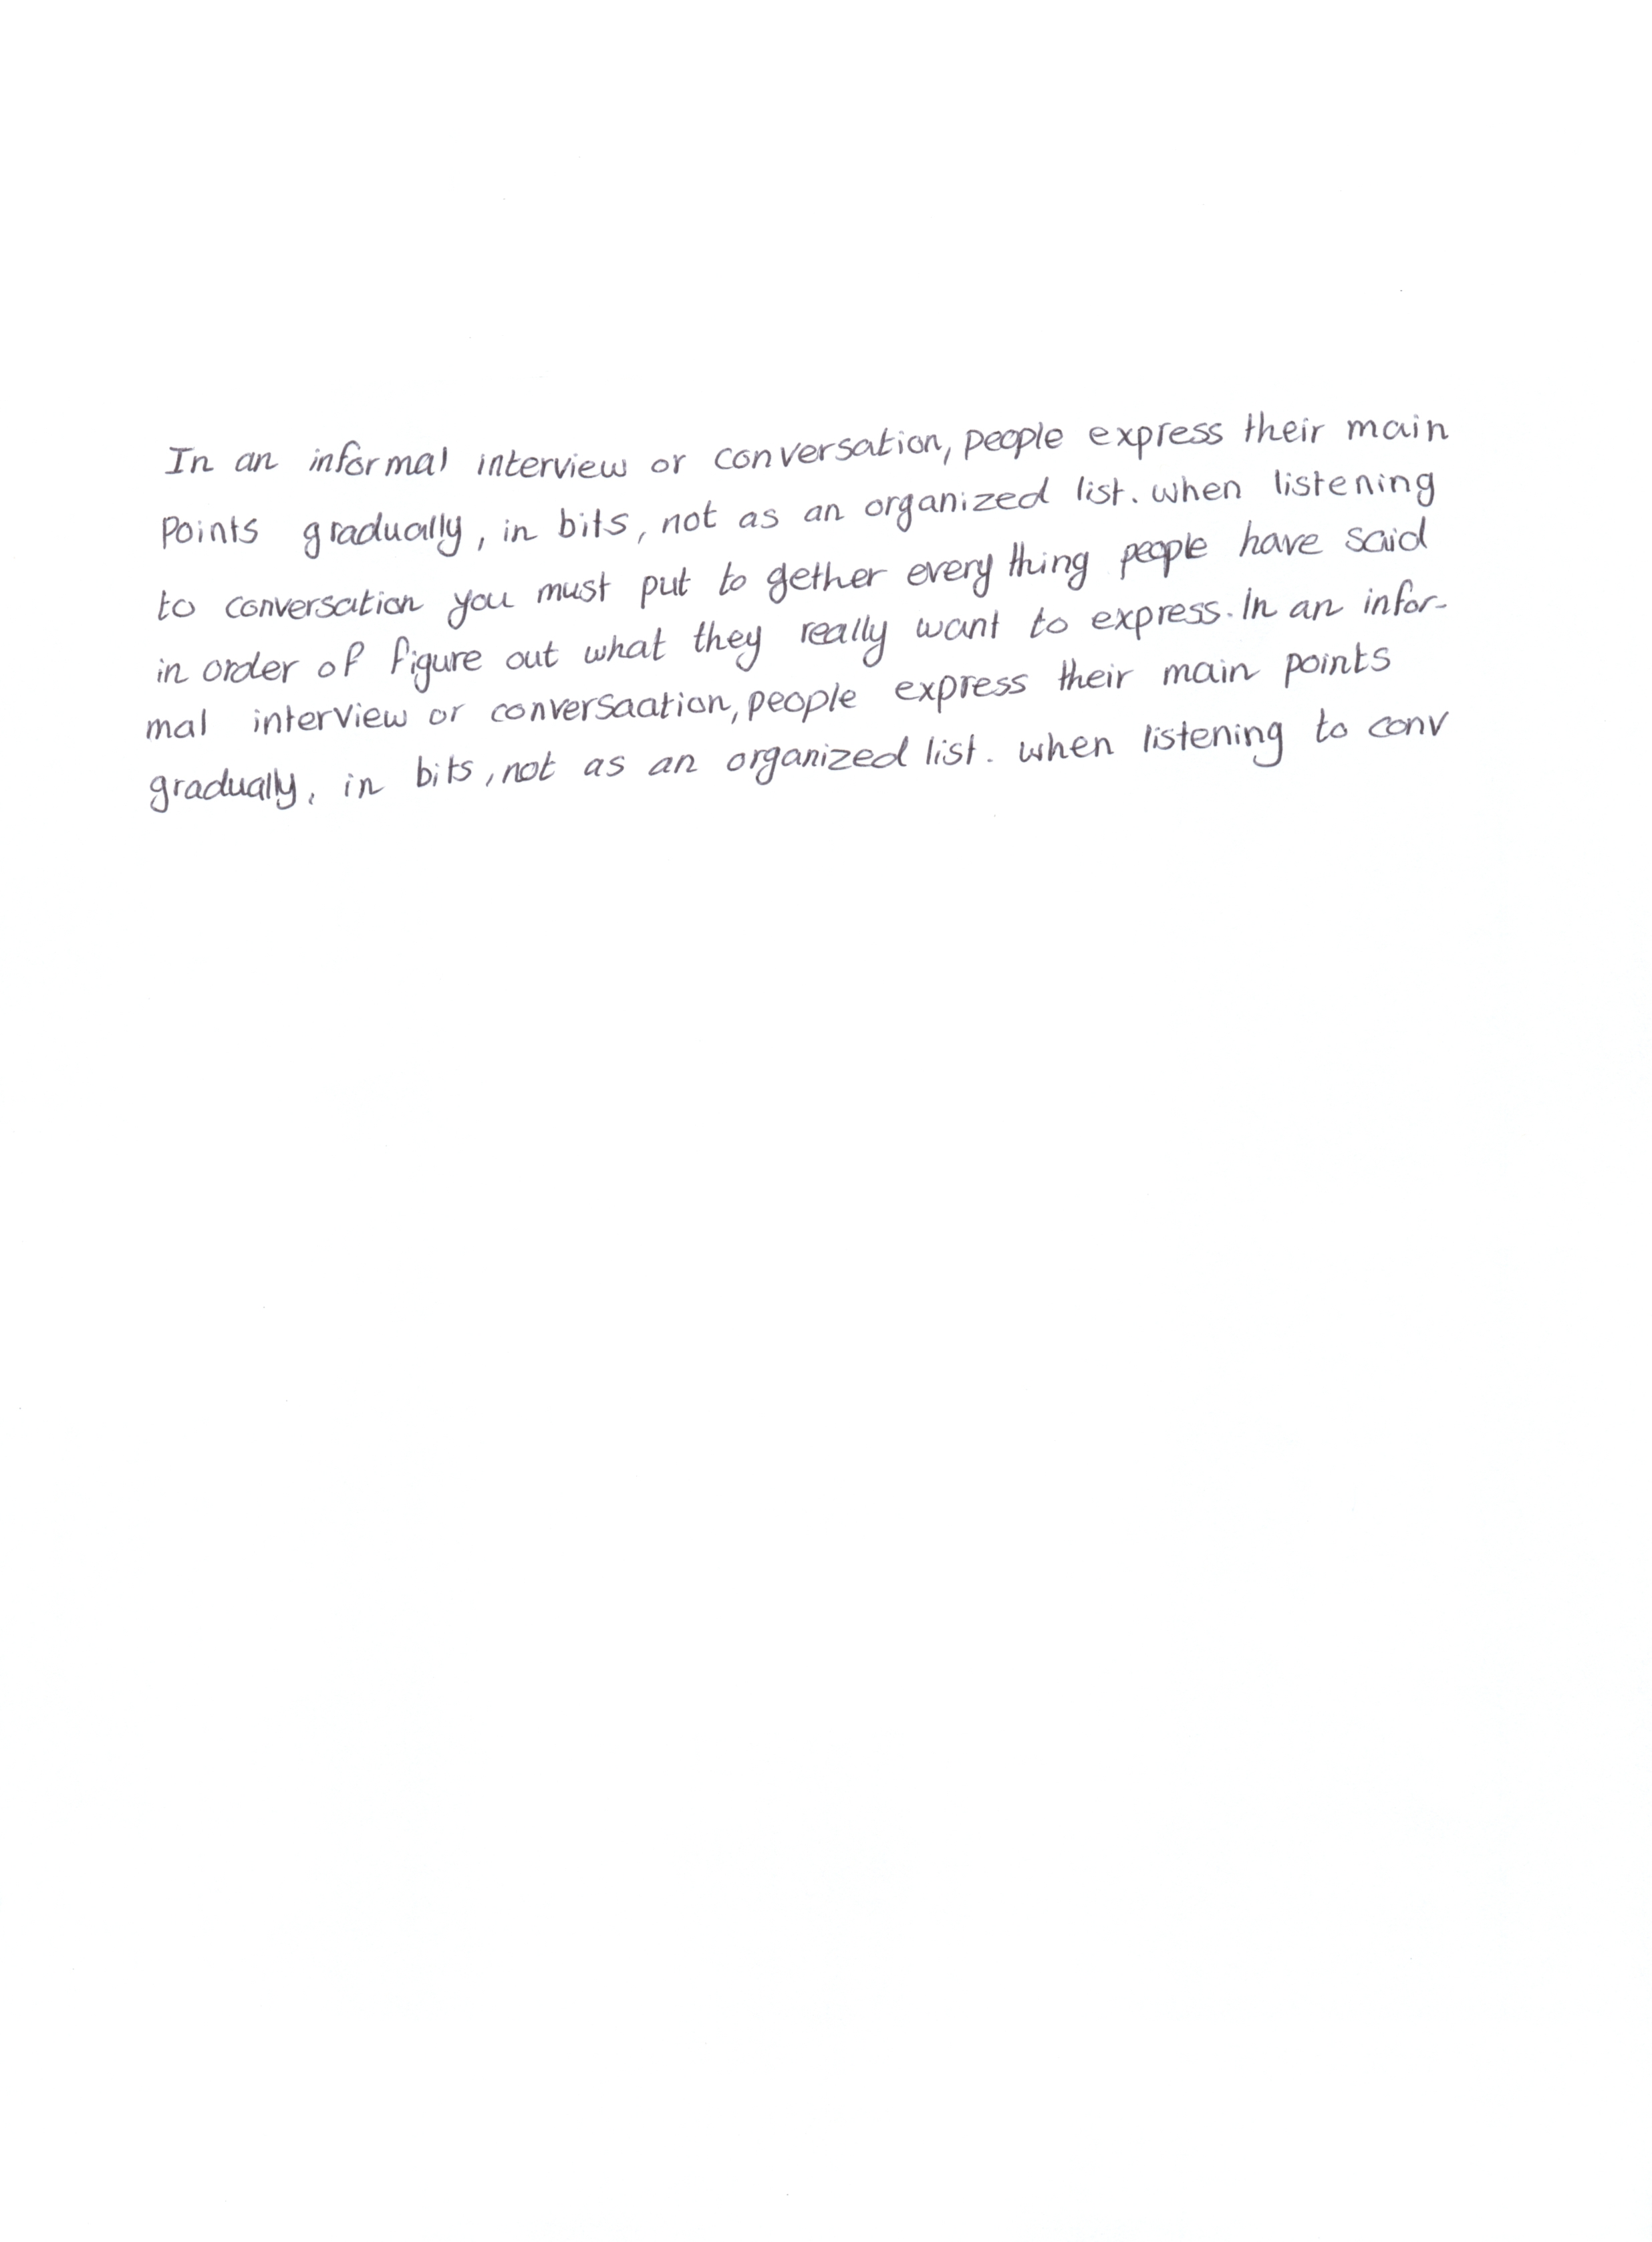 In an informal interview or conversation, people express their main
Points gradually, in bits, not as an organized list. when listening
to conversation you must put to gether every thing people have said
in order of figure out what they really want to express. In an infor-
mal interview or conversaation, people express their main points
gradually, in bits, not as an organized list. when listening to conv